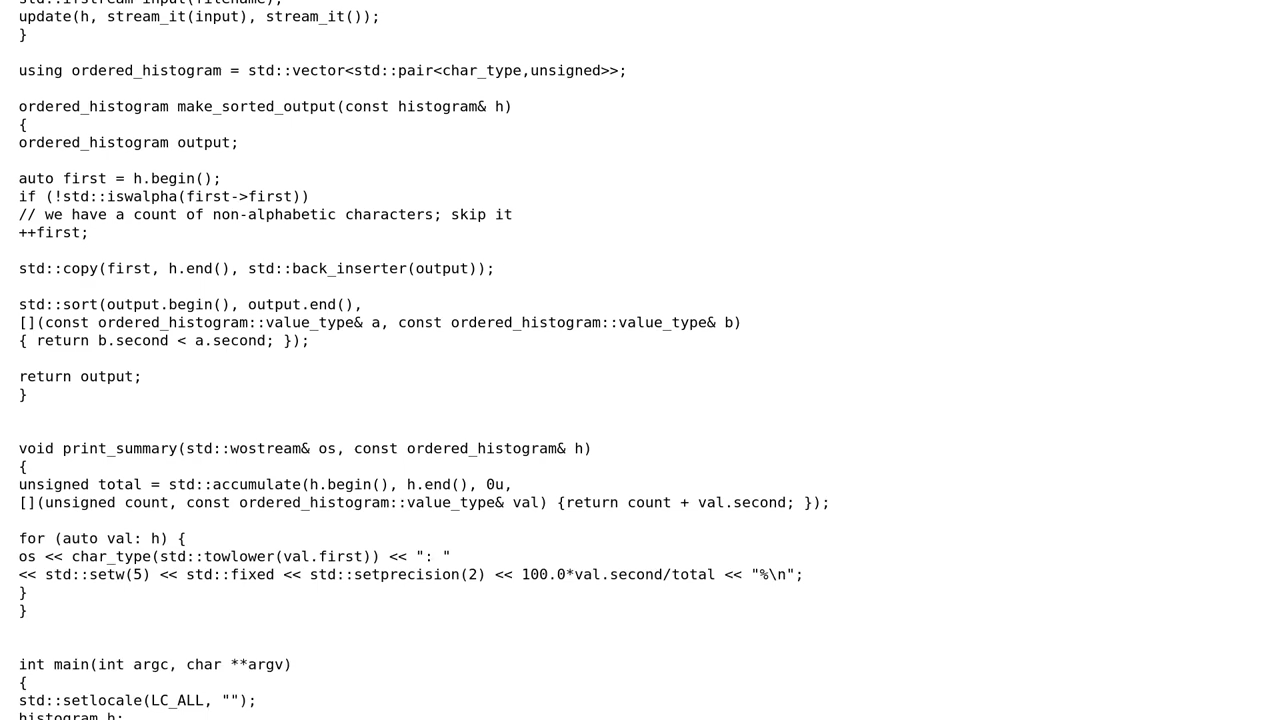 std::ifstream input(filename);
update(h, stream_it(input), stream_it());
}
using ordered_histogram = std::vector<std::pair<char_type,unsigned>>;
ordered_histogram make_sorted_output(const histogram& h)
{
ordered_histogram output;
auto first = h.begin();
if (!std::iswalpha(first->first))
// we have a count of non-alphabetic characters; skip it
++first;
std::copy(first, h.end(), std::back_inserter(output));
std::sort(output.begin(), output.end(),
[](const ordered_histogram::value_type& a, const ordered_histogram::value_type& b)
{ return b.second < a.second; });
return output;
}
void print_summary(std::wostream& os, const ordered_histogram& h)
{
unsigned total = std::accumulate(h.begin(), h.end(), 0u,
[](unsigned count, const ordered_histogram::value_type& val) {return count + val.second; });
for (auto val: h) {
os << char_type(std::towlower(val.first)) << ": "
<< std::setw(5) << std::fixed << std::setprecision(2) << 100.0*val.second/total << "%\n";
}
}
int main(int argc, char **argv)
{
std::setlocale(LC_ALL, "");
histogram h;